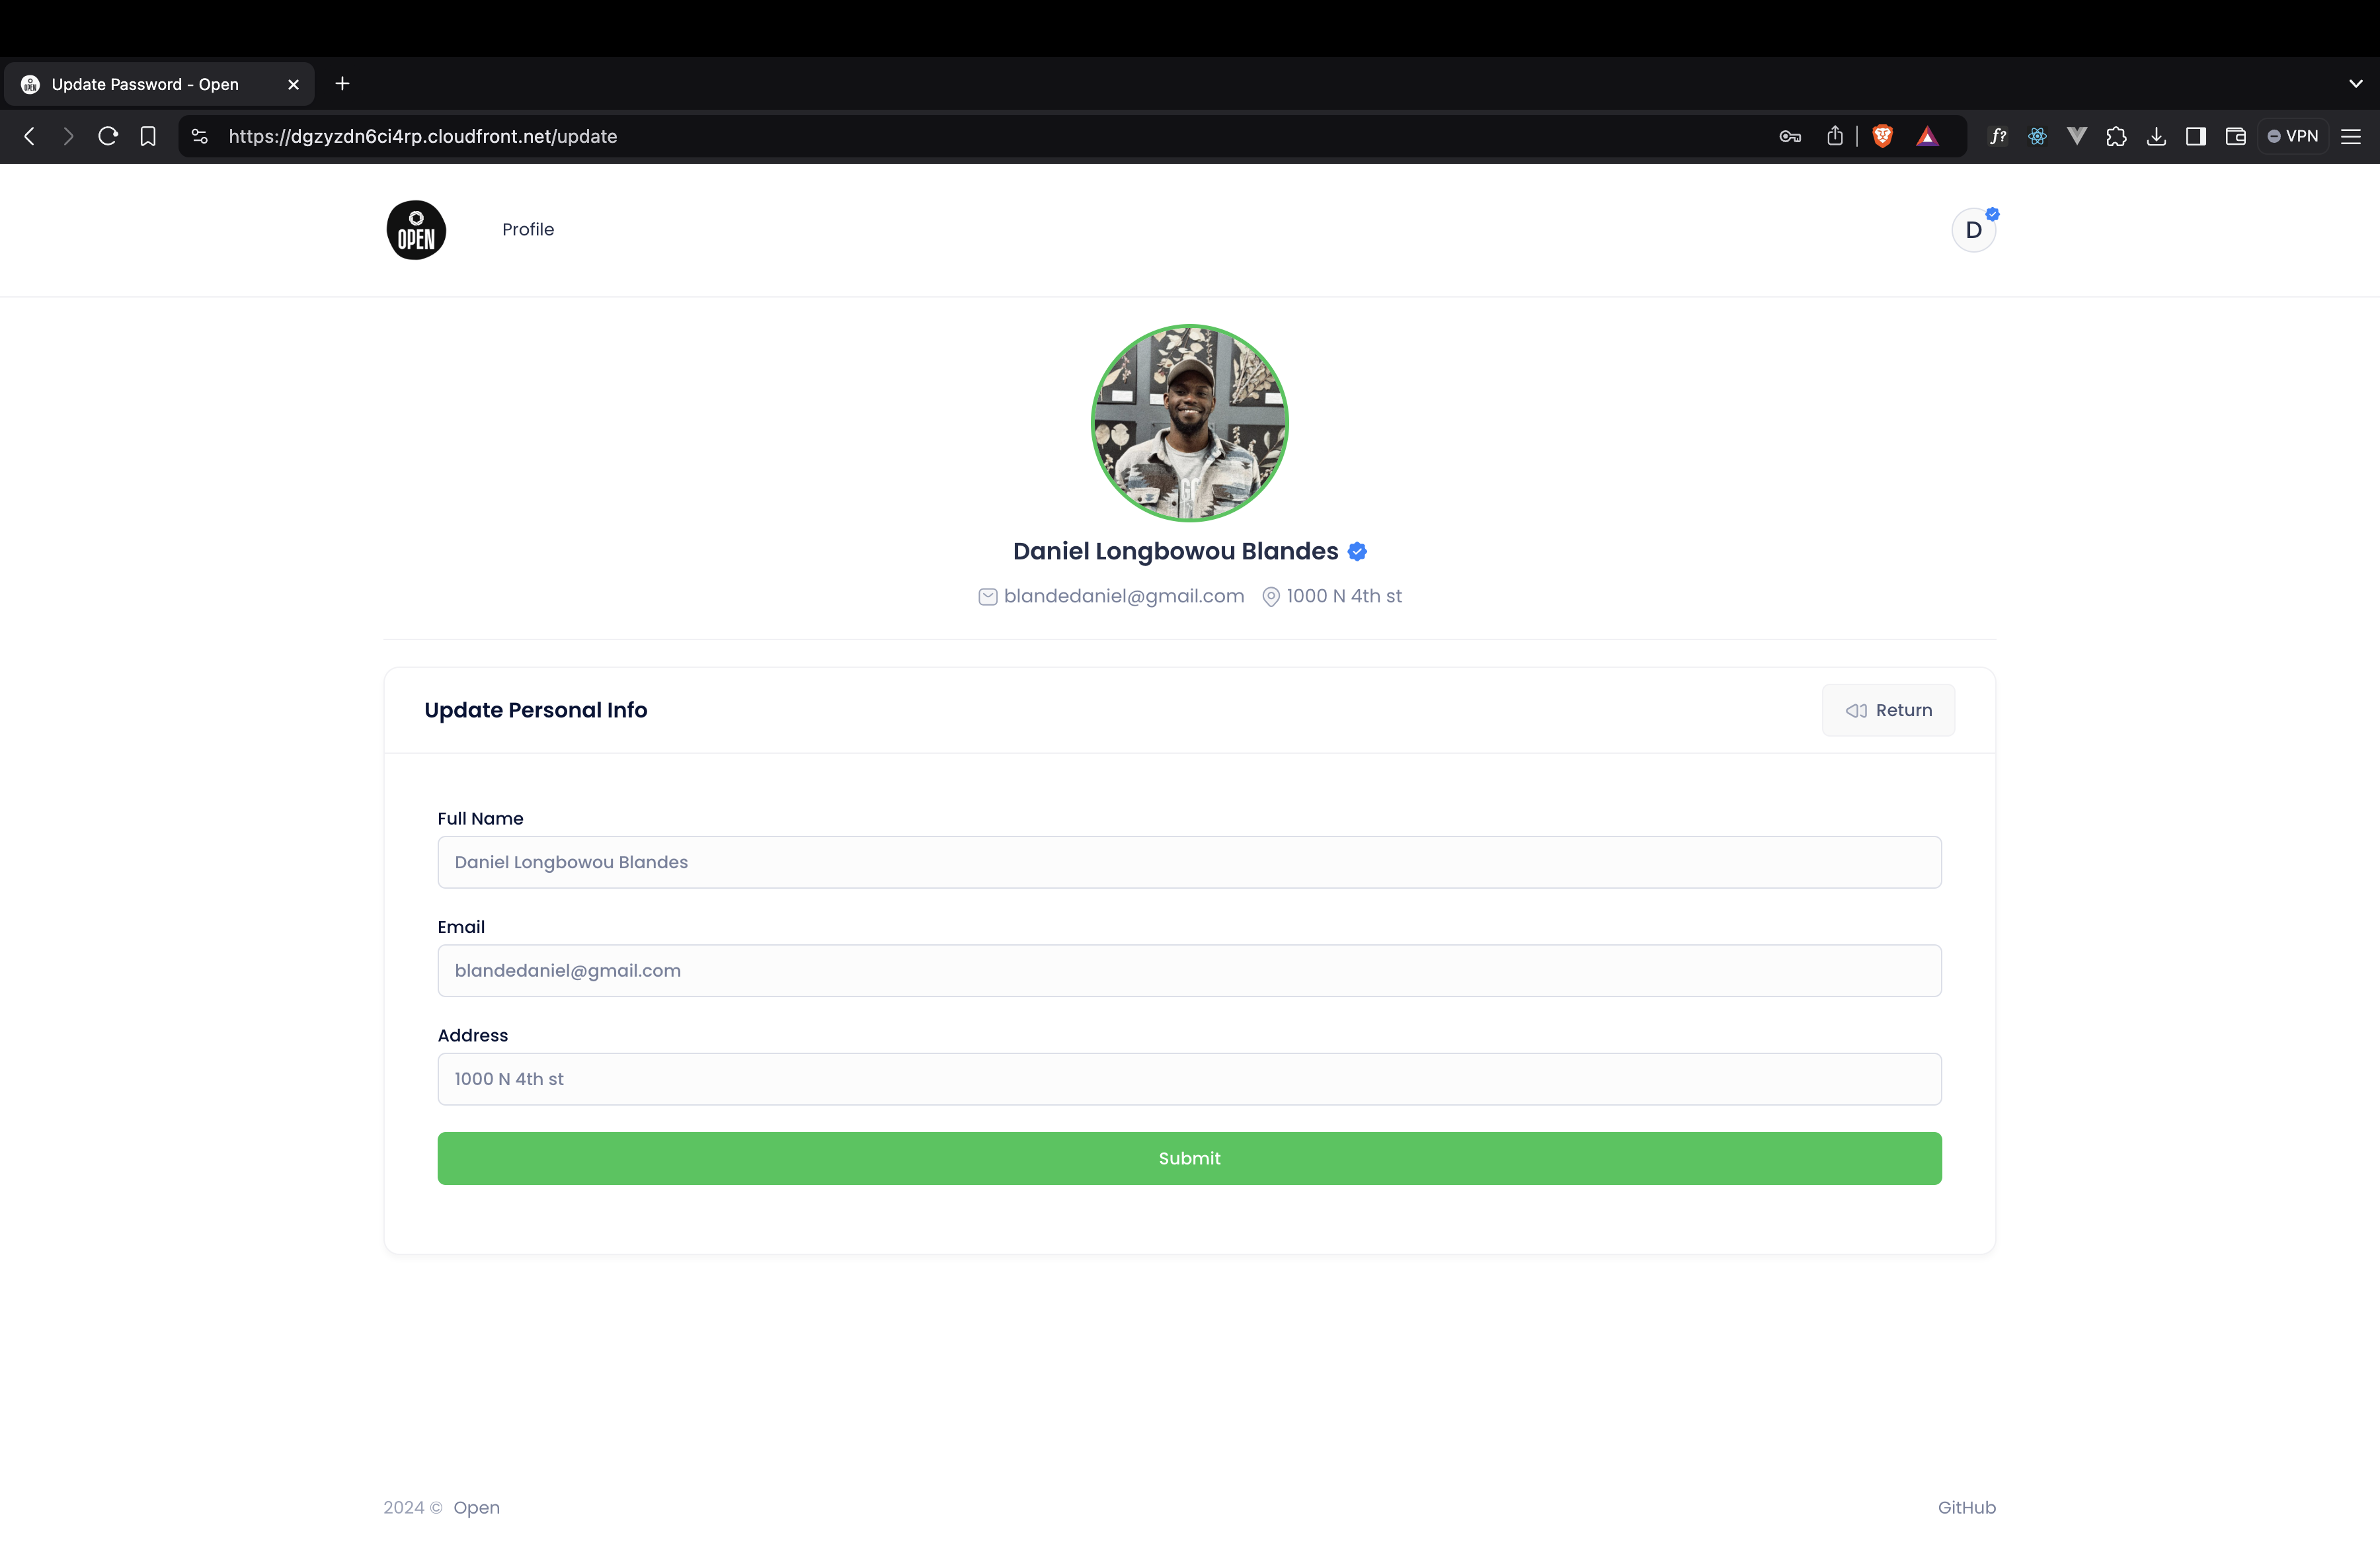 Update Password - Open
https://dgzyzdn6ci4rp.cloudfront.net/update
f?
VPN
OPEN
Profile
D
Daniel Longbowou Blandes
blandedaniel@gmail.com 1000 N 4th st
Update Personal Info
Return
Full Name
Daniel Longbowou Blandes
Email
blandedaniel@gmail.com
Address
1000 N 4th st
Submit
2024 © Open
GitHub